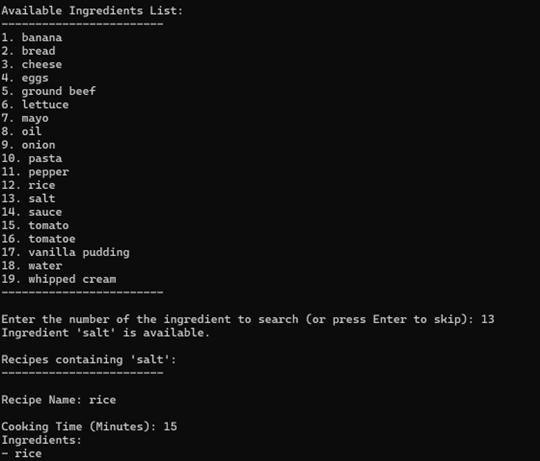 Available Ingredients List:
------------------------
1. banana
2. bread
3. cheese
4. eggs
5. ground beef
6. lettuce
7. mayo
8. oil
9. onion
10. pasta
11. pepper
12. rice
13. salt
14. sauce
15. tomato
16. tomatoe
17. vanilla pudding
18. water
19. whipped cream
------------------------
Enter the number of the ingredient to search (or press Enter to skip): 13
Ingredient 'salt' is available.
Recipes containing 'salt':
------------------------
Recipe Name: rice
Cooking Time (Minutes): 15
Ingredients:
- rice